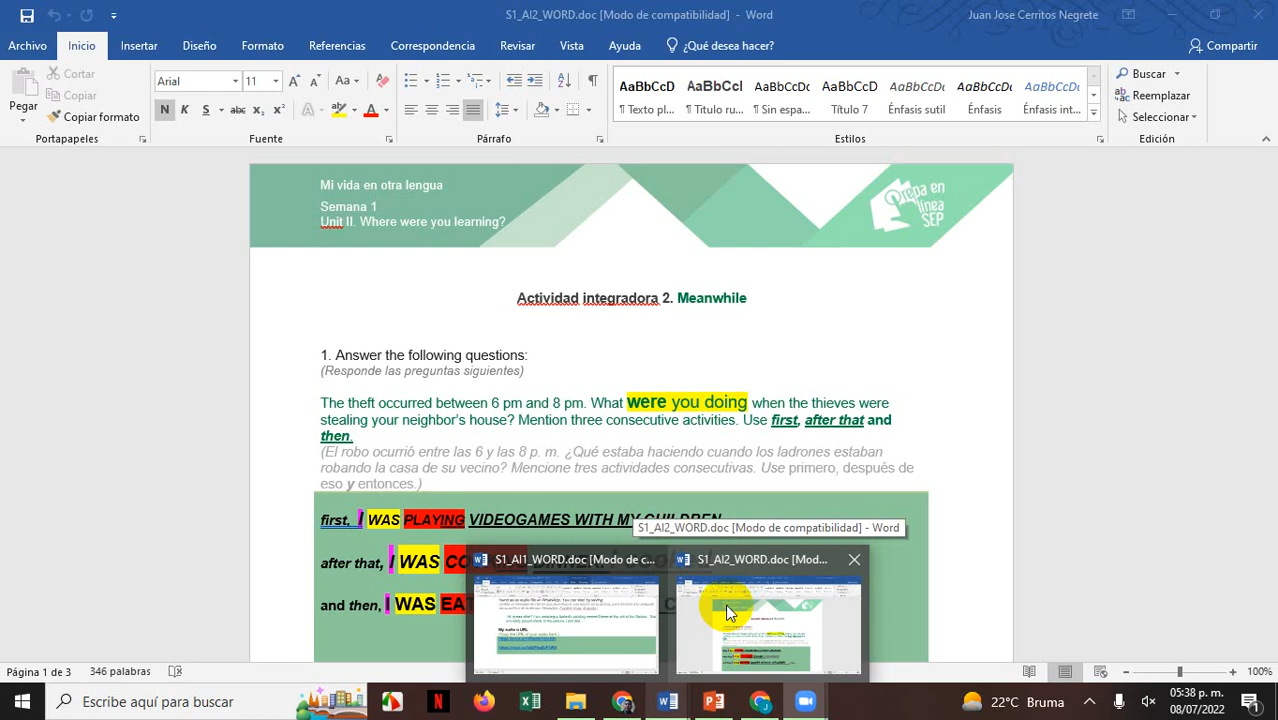 S1_AI2_WORD.doc [Modo de compatibilidad] - Word
Juan Jose Cerritos Negrete
Archivo Inicio Insertar Diseño Formato Referencias Correspondencia Revisar Vista Ayuda ¿Qué desea hacer? Compartir
Pegar
Cortar
Copiar
Copiar formato
Portapapeles
Arial 11
Aa
N K S abc x₂ x²
A A
Fuente
Párrafo
AaBbCcD AaBbCcl AaBbCcDc AaBbCcD AaBbCcDc AaBbCcDc AaBbCcDc
¶ Texto pl... ¶ Titulo ru... ¶ Sin espa... ¶ Título 7 Énfasis sutil Énfasis Énfasis int...
Estilos
Buscar
Reemplazar
Seleccionar
Edición
Mi vida en otra lengua
Semana 1
Unit II. Where were you learning?
Prepa en
línea
SEP
Actividad integradora 2. Meanwhile
1. Answer the following questions:
(Responde las preguntas siguientes)
The theft occurred between 6 pm and 8 pm. What were you doing when the thieves were
stealing your neighbor's house? Mention three consecutive activities. Use first, after that and
then.
(El robo ocurrió entre las 6 y las 8 p. m. ¿Qué estaba haciendo cuando los ladrones estaban
robando la casa de su vecino? Mencione tres actividades consecutivas. Use primero, después de
eso y entonces.)
first, I WAS PLAYING VIDEOGAMES WITH MY CHILDREN
S1_AI2_WORD.doc [Modo de compatibilidad] - Word
after that, I WAS
and then, I WAS
S1_AI1_WORD.doc [Modo de c...
S1_AI2_WORD.doc [Mod...
346 palabras
100%
Escribe aquí para buscar
22°C Bruma
05:38 p. m.
08/07/2022
1